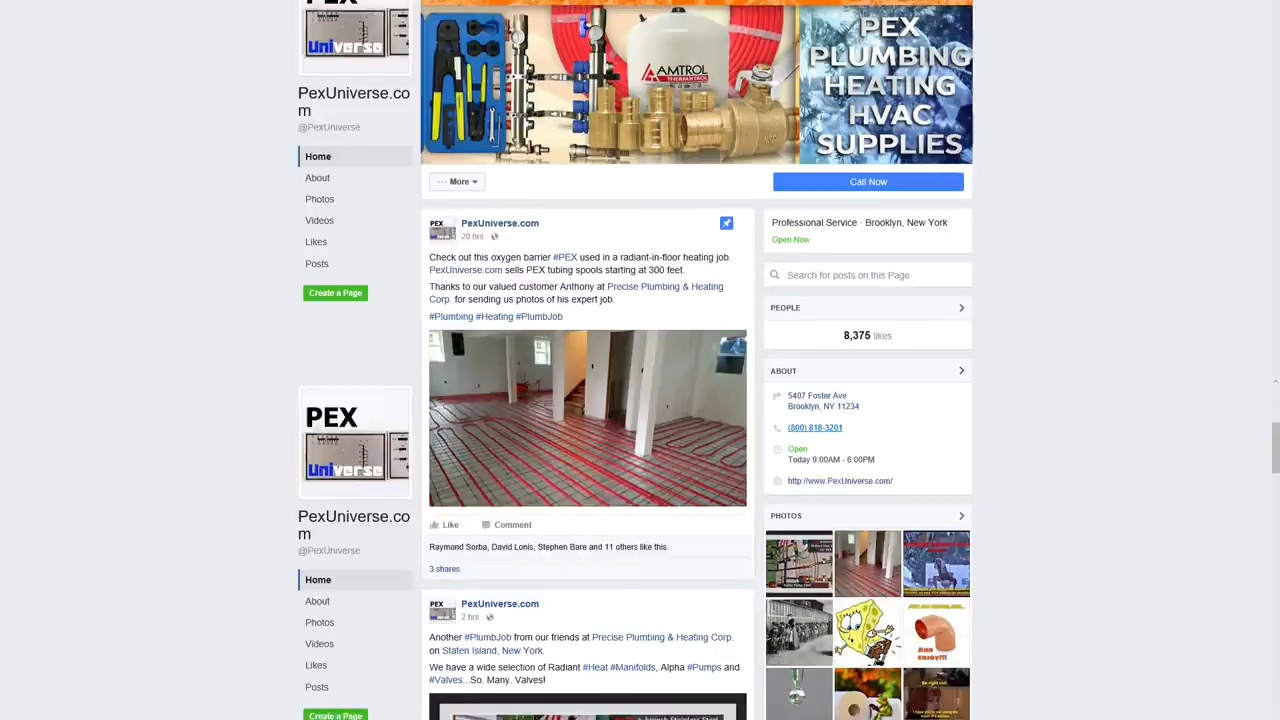 PEX
Universe
AMTROL
THERM-X-TROL
PEX
PLUMBING
HEATING
HVAC
SUPPLIES
PexUniverse.co
m
@PexUniverse
Home
About
Photos
Videos
Likes
Posts
Create a Page
··· More
Call Now
PEX
PexUniverse.com
20 hrs
Check out this oxygen barrier #PEX used in a radiant-in-floor heating job.
PexUniverse.com sells PEX tubing spools starting at 300 feet.
Thanks to our valued customer Anthony at Precise Plumbing & Heating
Corp. for sending us photos of his expert job.
#Plumbing #Heating #PlumbJob
Like
Comment
Raymond Sorba, David Lonis, Stephen Bare and 11 others like this.
3 shares
Professional Service · Brooklyn, New York
Open Now
Search for posts on this Page
PEOPLE
8,375 likes
ABOUT
5407 Foster Ave
Brooklyn, NY 11234
(800) 818-3201
Open
Today 9:00AM - 6:00PM
http://www.PexUniverse.com/
PHOTOS
And
enjoy!!!
Be right out,
PEX
Universe
PexUniverse.co
m
@PexUniverse
Home
About
Photos
Videos
Likes
Posts
Create a Page
PEX
PexUniverse.com
2 hrs
Another #PlumbJob from our friends at Precise Plumbing & Heating Corp.
on Staten Island, New York.
We have a wide selection of Radiant #Heat #Manifolds, Alpha #Pumps and
#Valves...So. Many. Valves!